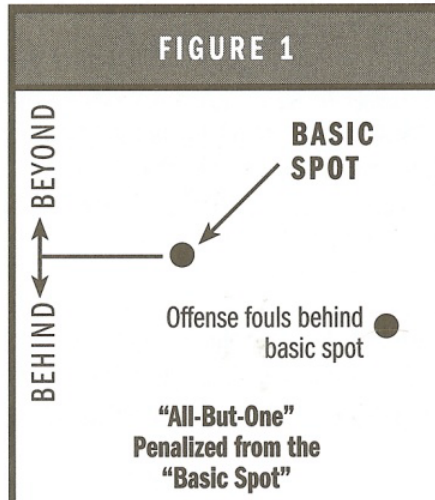 FIGURE 1
BEYOND
BEHIND
BASIC
SPOT
Offense fouls behind
basic spot
“All-But-One”
Penalized from the
“Basic Spot”